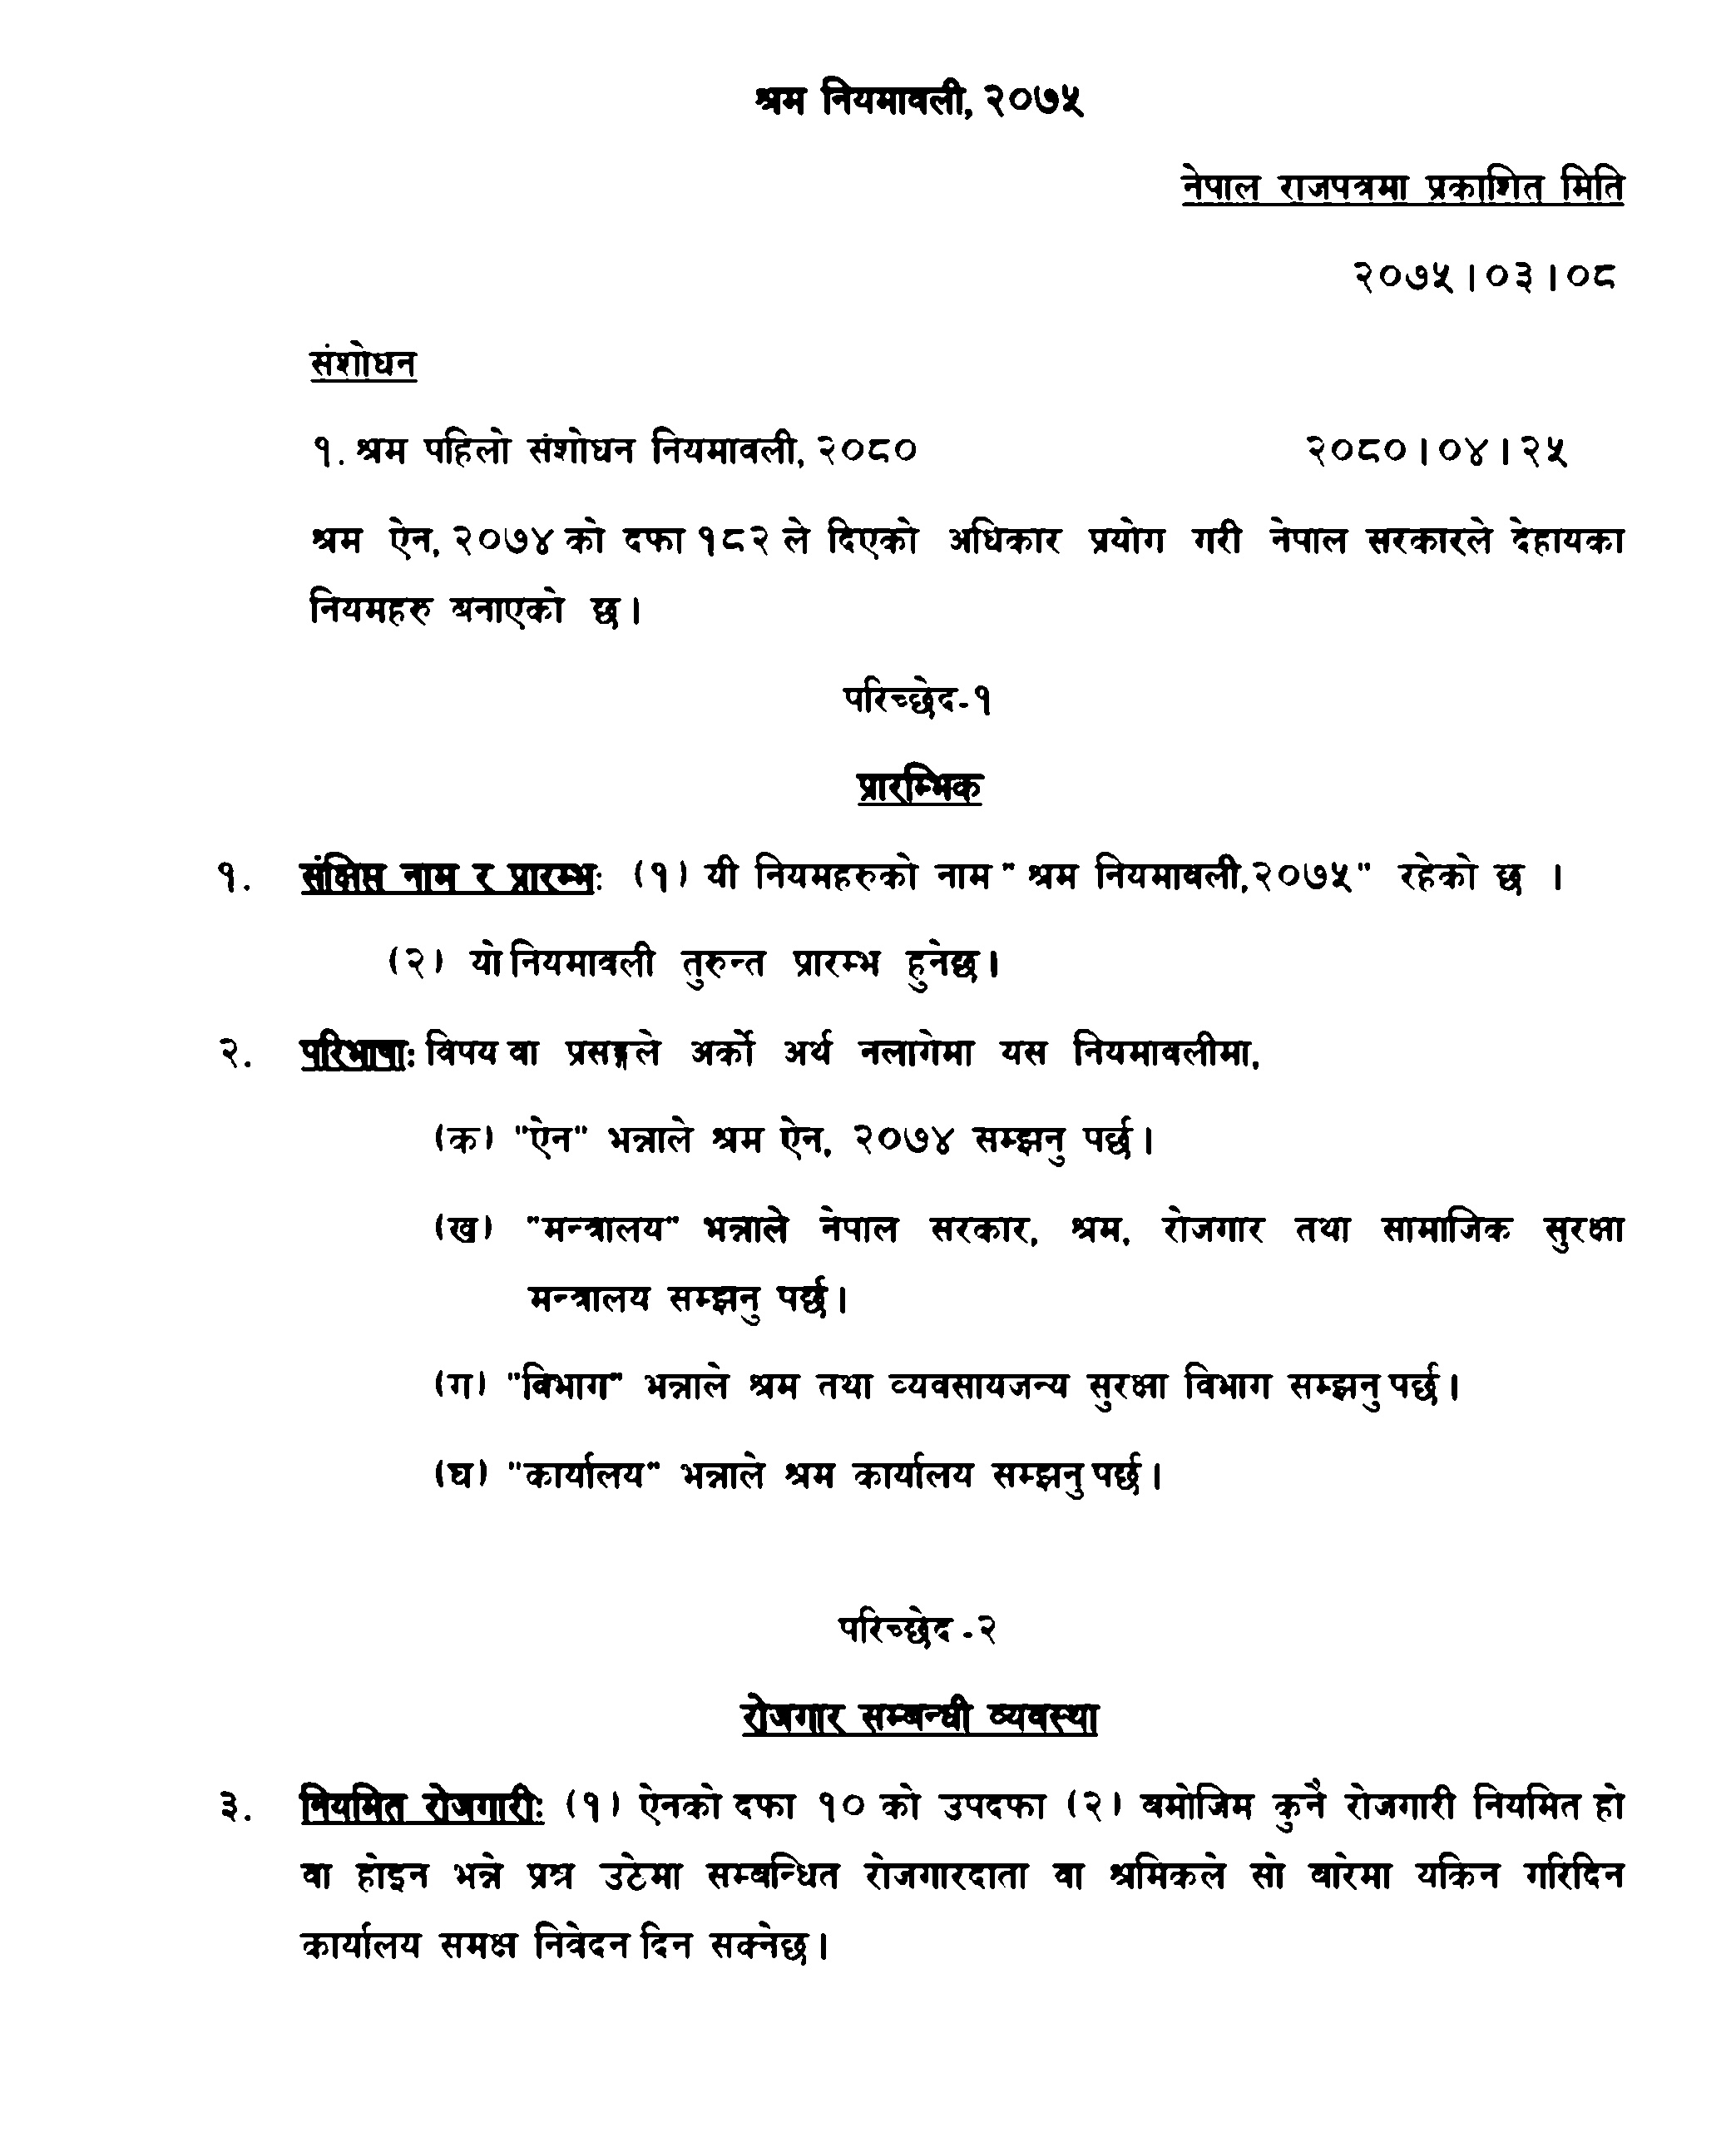 श्रम नियमावली, २०७५
नेपाल राजपत्रमा प्रकाशित मिति
२०७५।०३।०८
संशोधन
१. श्रम पहिलो संशोधन नियमावली, २०८० २०८०।०४।२५
श्रम ऐन, २०७४ को दफा १८२ ले दिएको अधिकार प्रयोग गरी नेपाल सरकारले देहायका
नियमहरु बनाएको छ।
परिच्छेद-१
प्रारम्भिक
१. संक्षिप्त नाम र प्रारम्भ: (१) यी नियमहरुको नाम " श्रम नियमावली,२०७५" रहेको छ ।
(२) यो नियमावली तुरुन्त प्रारम्भ हुनेछ।
२. परिभाषा: विषय वा प्रसङ्गले अर्को अर्थ नलागेमा यस नियमावलीमा,
(क) "ऐन" भन्नाले श्रम ऐन, २०७४ सम्झनु पर्छ।
(ख) "मन्त्रालय" भन्नाले नेपाल सरकार, श्रम, रोजगार तथा सामाजिक सुरक्षा
मन्त्रालय सम्झनु पर्छ।
(ग) "विभाग" भन्नाले श्रम तथा व्यवसायजन्य सुरक्षा विभाग सम्झनु पर्छ।
(घ) "कार्यालय" भन्नाले श्रम कार्यालय सम्झनु पर्छ।
परिच्छेद -२
रोजगार सम्बन्धी व्यवस्था
३. नियमित रोजगारी: (१) ऐनको दफा १० को उपदफा (२) बमोजिम कुनै रोजगारी नियमित हो
वा होइन भन्ने प्रश्न उठेमा सम्बन्धित रोजगारदाता वा श्रमिकले सो बारेमा यकिन गरिदिन
कार्यालय समक्ष निवेदन दिन सक्नेछ।